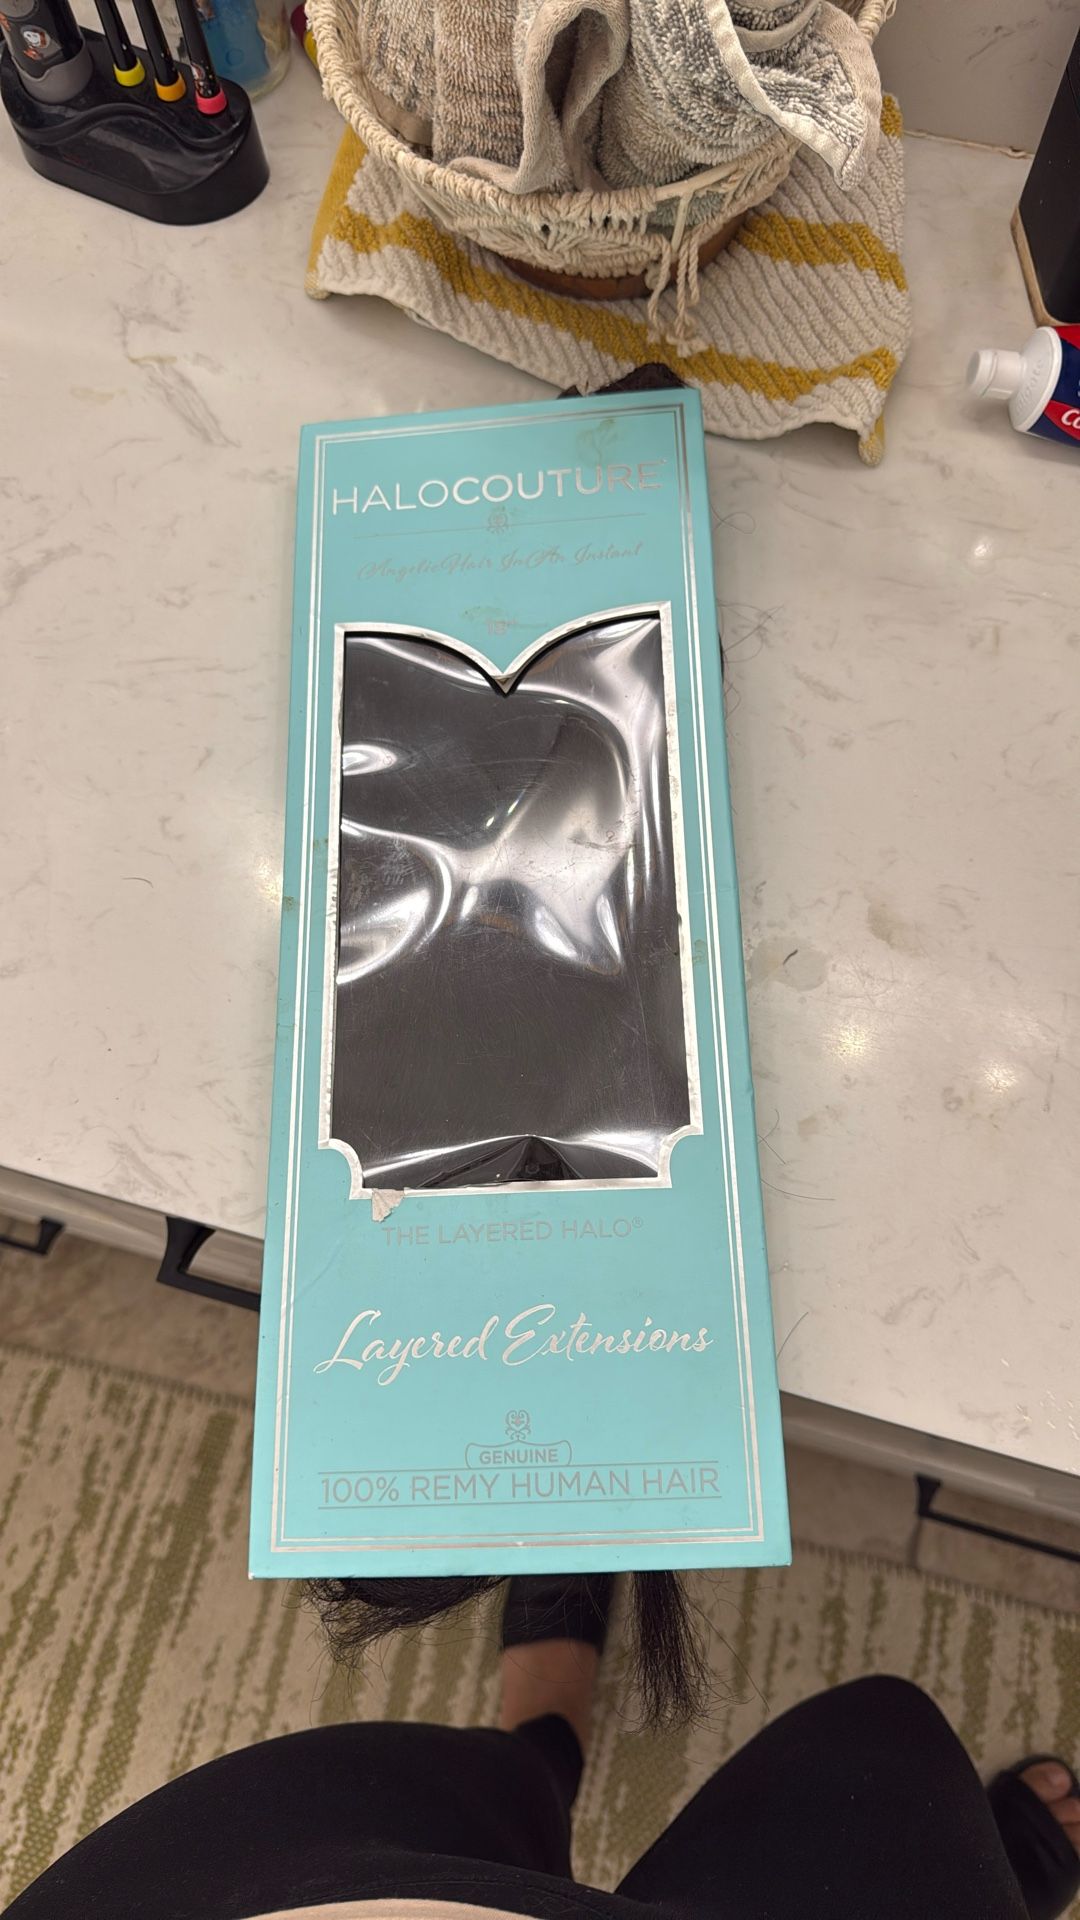 HALOCOUTURE
Angelic Hair In An Instant
18"
THE LAYERED HALO®
Layered Extensions
GENUINE
100% REMY HUMAN HAIR